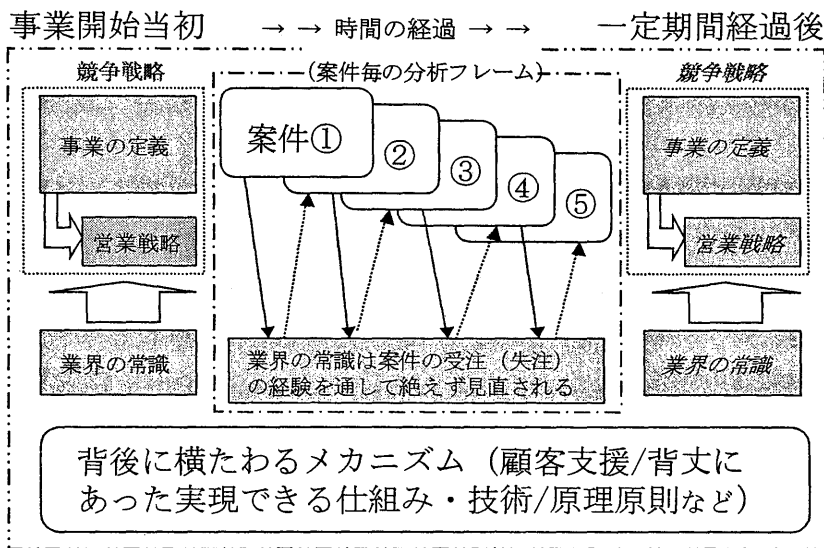 事業開始当初 → → 時間の経過 → → 一定期間経過後
競争戦略
事業の定義
営業戦略
業界の常識
(案件毎の分析フレーム)
案件①
②
③
④
⑤
業界の常識は案件の受注（失注）
の経験を通して絶えず見直される
競争戦略
事業の定義
営業戦略
業界の常識
背後に横たわるメカニズム（顧客支援/背丈に
あった実現できる仕組み・技術/原理原則など）